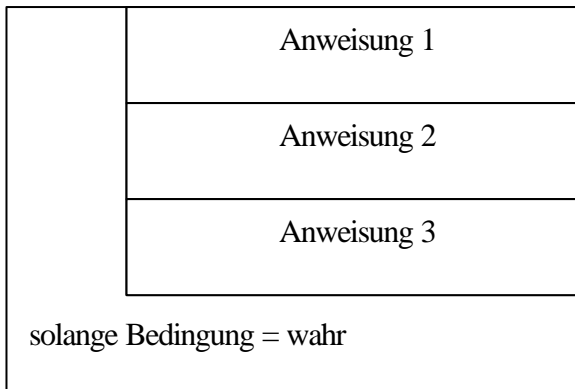 Anweisung 1
Anweisung 2
Anweisung 3
solange Bedingung = wahr